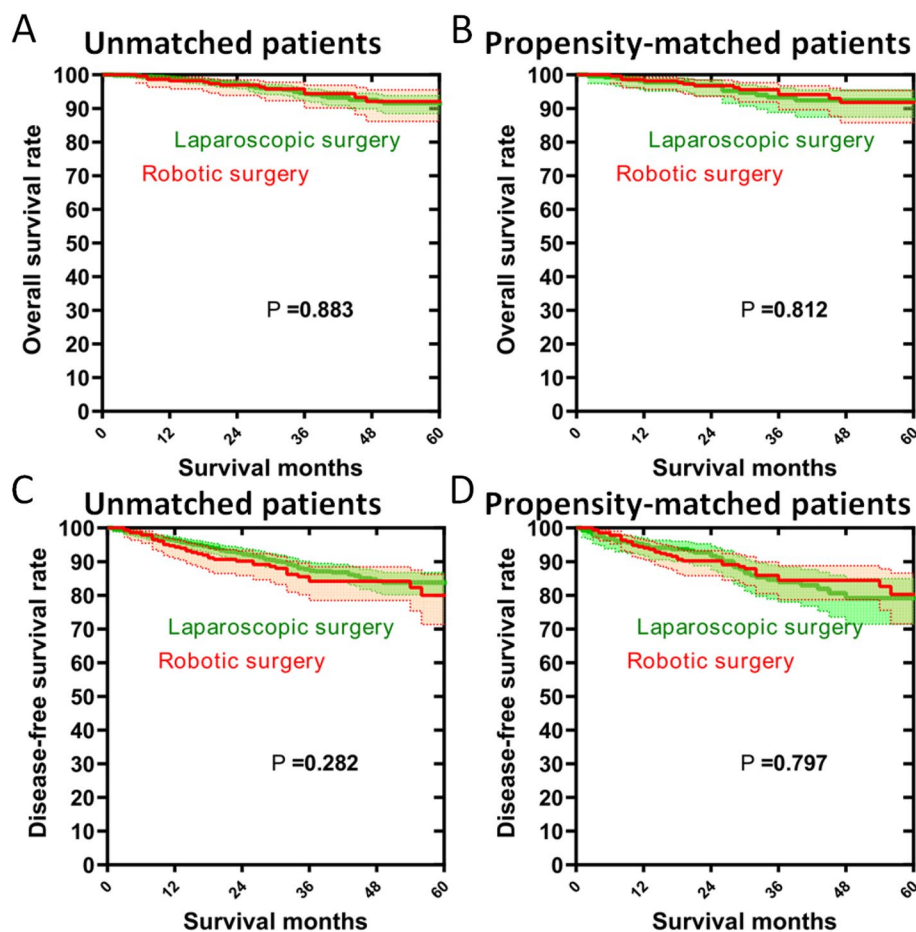 A
Unmatched patients
Overall survival rate
100
90
80
70
60
50
40
30
20
10
0
Laparoscopic surgery
Robotic surgery
P =0.883
0 12 24 36 48 60
Survival months
B
Propensity-matched patients
Overall survival rate
100
90
80
70
60
50
40
30
20
10
0
Laparoscopic surgery
Robotic surgery
P =0.812
0 12 24 36 48 60
Survival months
C
Unmatched patients
Disease-free survival rate
100
90
80
70
60
50
40
30
20
10
0
Laparoscopic surgery
Robotic surgery
P =0.282
0 12 24 36 48 60
Survival months
D
Propensity-matched patients
Disease-free survival rate
100
90
80
70
60
50
40
30
20
10
0
Laparoscopic surgery
Robotic surgery
P =0.797
0 12 24 36 48 60
Survival months